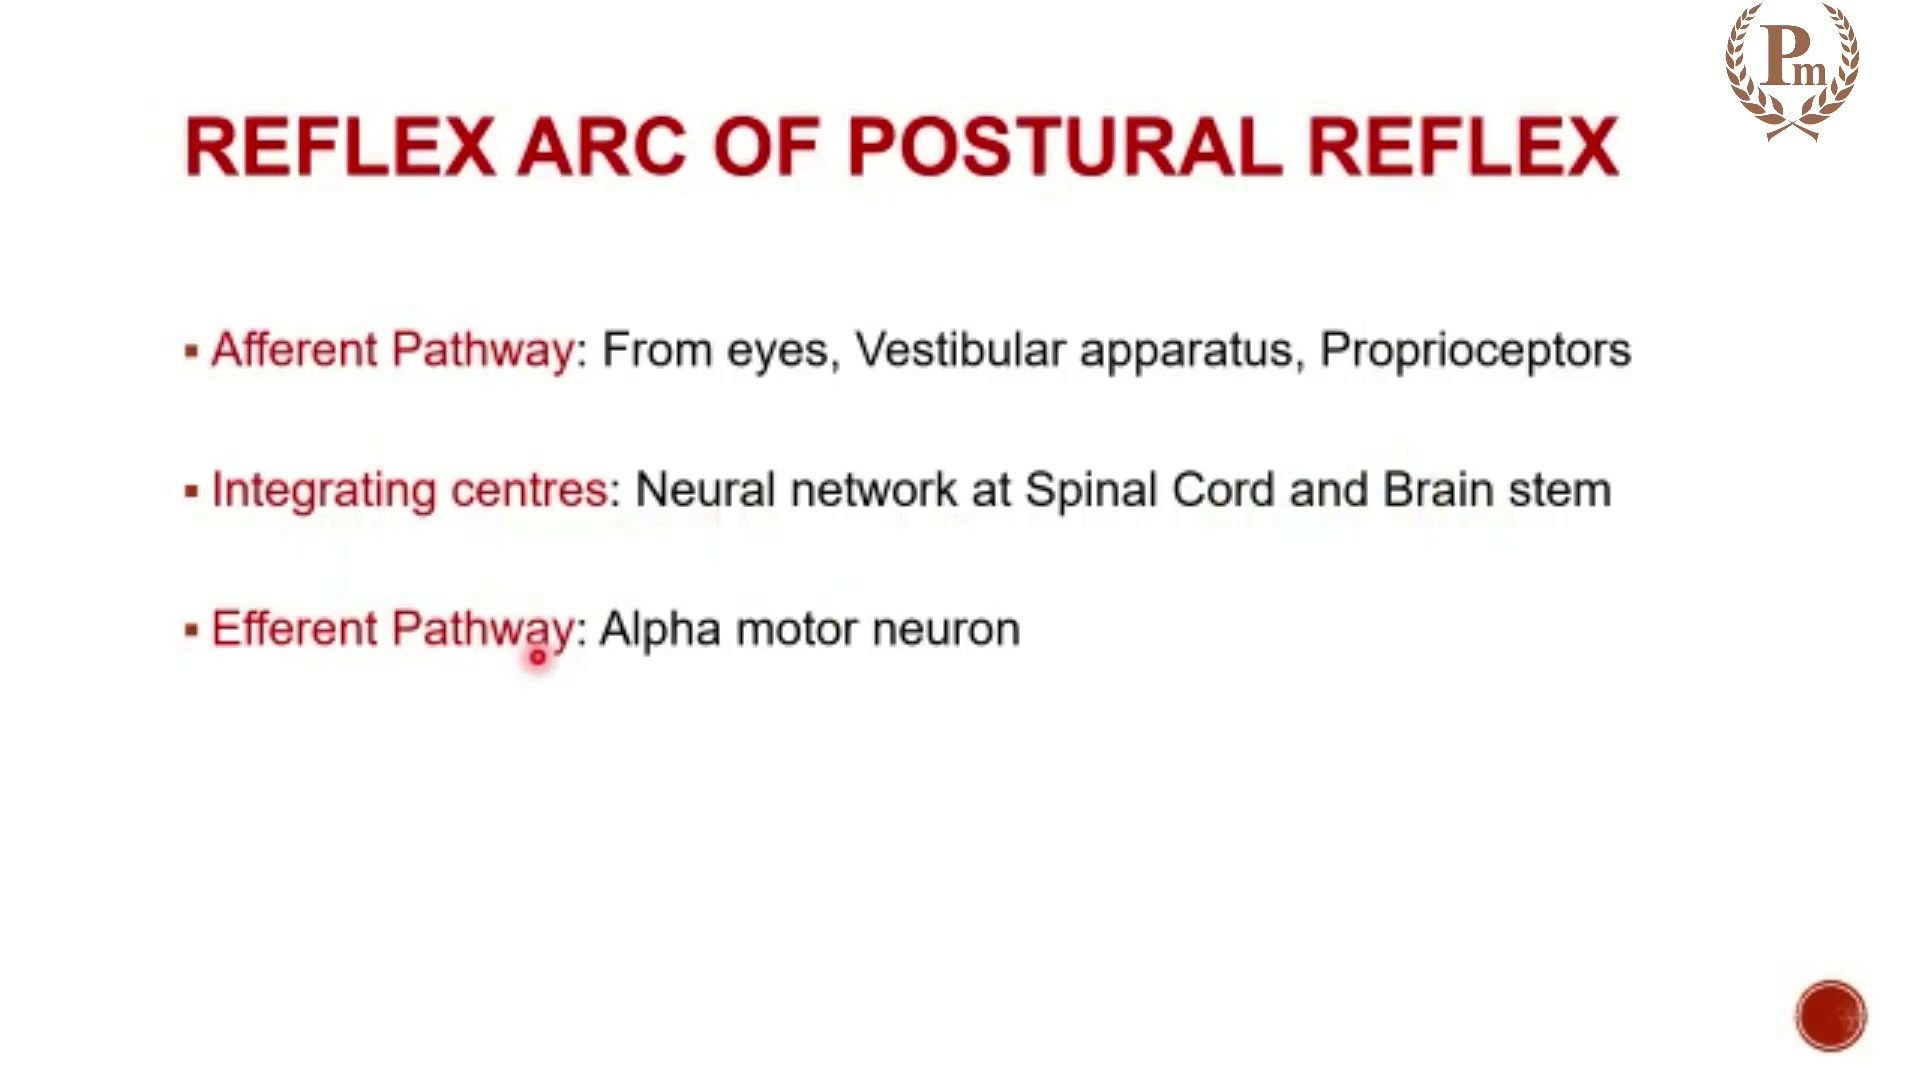 Pm
REFLEX ARC OF POSTURAL REFLEX
▪ Afferent Pathway: From eyes, Vestibular apparatus, Proprioceptors
▪ Integrating centres: Neural network at Spinal Cord and Brain stem
▪ Efferent Pathway: Alpha motor neuron